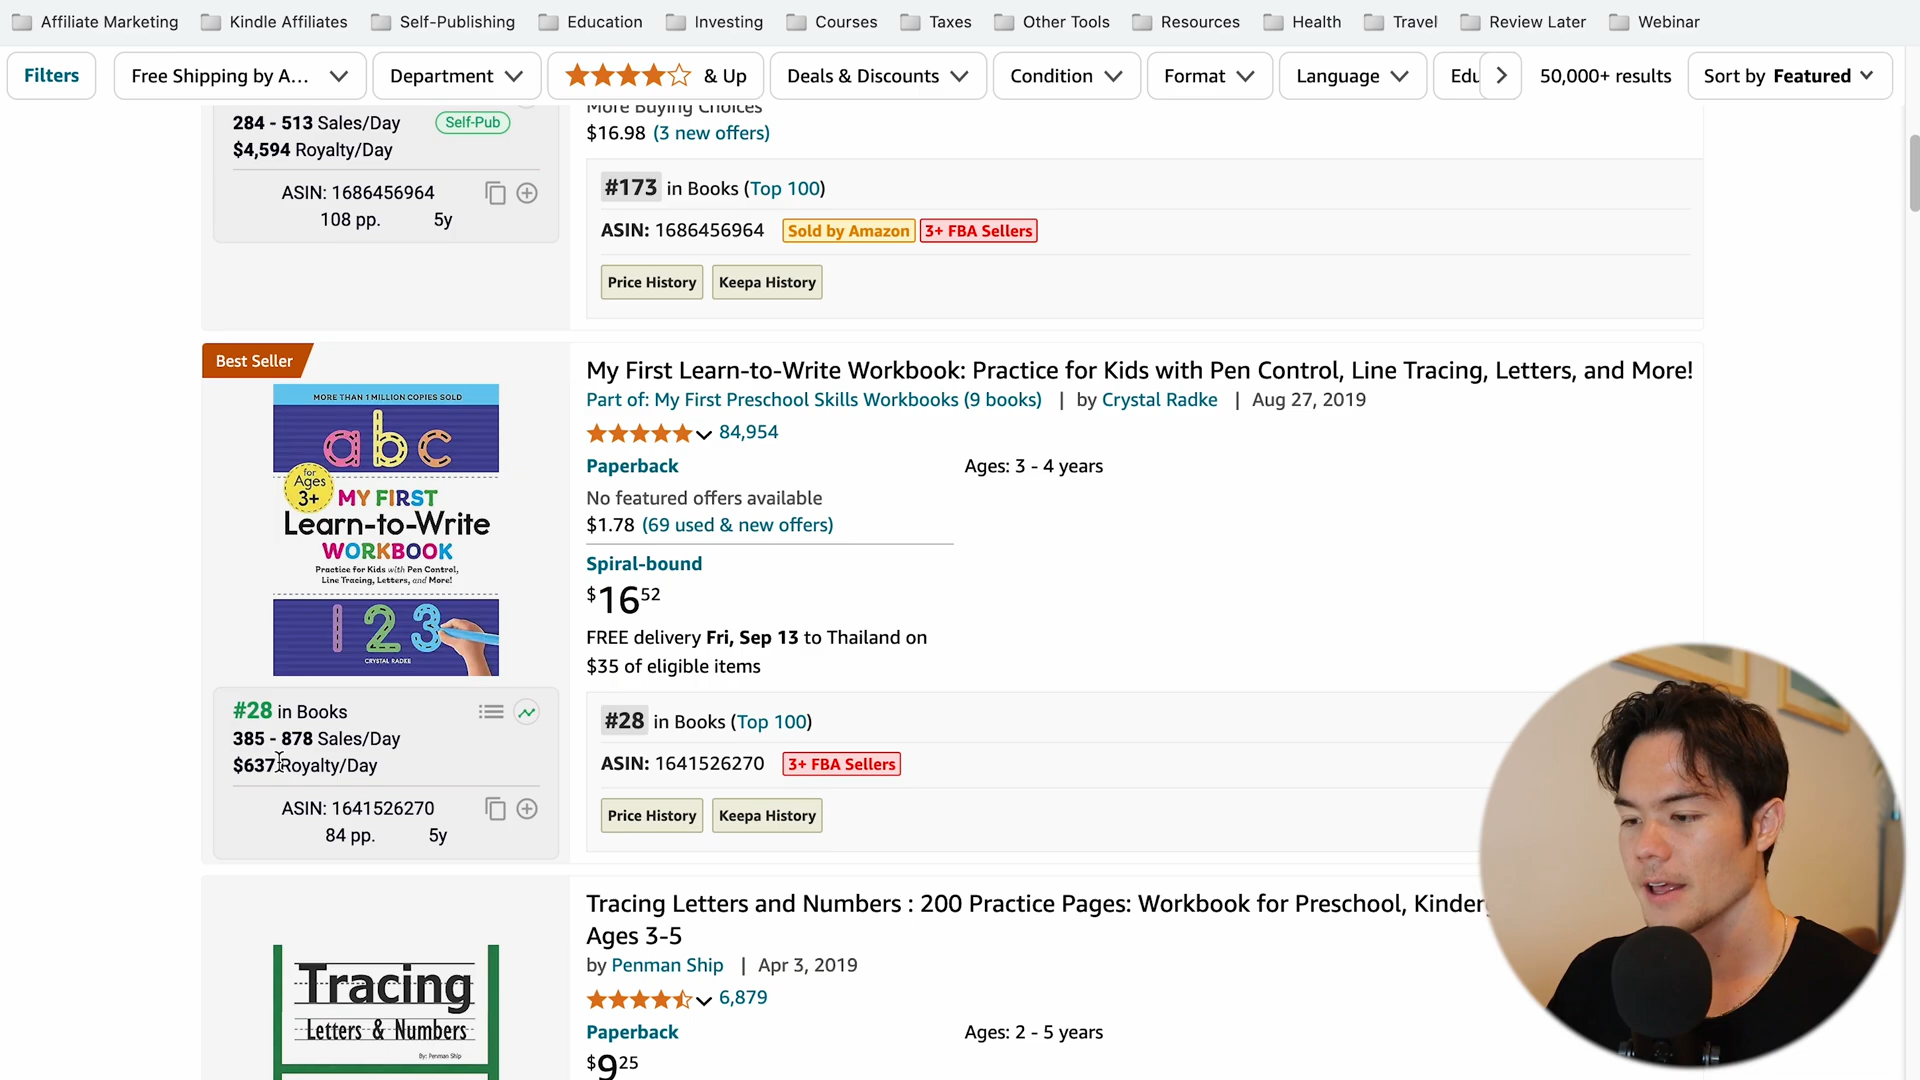 Affiliate Marketing
Kindle Affiliates
Self-Publishing
Education
Investing
Courses
Taxes
Other Tools
Resources
Health
Travel
Review Later
Webinar
Filters
Free Shipping by A...
Department
& Up
Deals & Discounts
Condition
Format
Language
Edu
50,000+ results
Sort by Featured
284 - 513 Sales/Day
Self-Pub
$4,594 Royalty/Day
ASIN: 1686456964
108 pp. 5y
More Buying Choices
$16.98 (3 new offers)
#173 in Books (Top 100)
ASIN: 1686456964 Sold by Amazon 3+ FBA Sellers
Price History
Keepa History
Best Seller
MORE THAN 1 MILLION COPIES SOLD
abc
for
Ages
3+
MY FIRST
Learn-to-Write
WORKBOOK
Practice for Kids with Pen Control,
Line Tracing, Letters, and More!
123
CRYSTAL RADKE
#28 in Books
385 - 878 Sales/Day
$637 Royalty/Day
ASIN: 1641526270
84 pp. 5y
My First Learn-to-Write Workbook: Practice for Kids with Pen Control, Line Tracing, Letters, and More!
Part of: My First Preschool Skills Workbooks (9 books) | by Crystal Radke | Aug 27, 2019
84,954
Paperback
Ages: 3 - 4 years
No featured offers available
$1.78 (69 used & new offers)
Spiral-bound
$16 52
FREE delivery Fri, Sep 13 to Thailand on
$35 of eligible items
#28 in Books (Top 100)
ASIN: 1641526270 3+ FBA Sellers
Price History
Keepa History
Tracing
Letters & Numbers
By: Penman Ship
Tracing Letters and Numbers : 200 Practice Pages: Workbook for Preschool,
Ages 3-5
by Penman Ship | Apr 3, 2019
6,879
Paperback
Ages: 2 - 5 years
$9 25